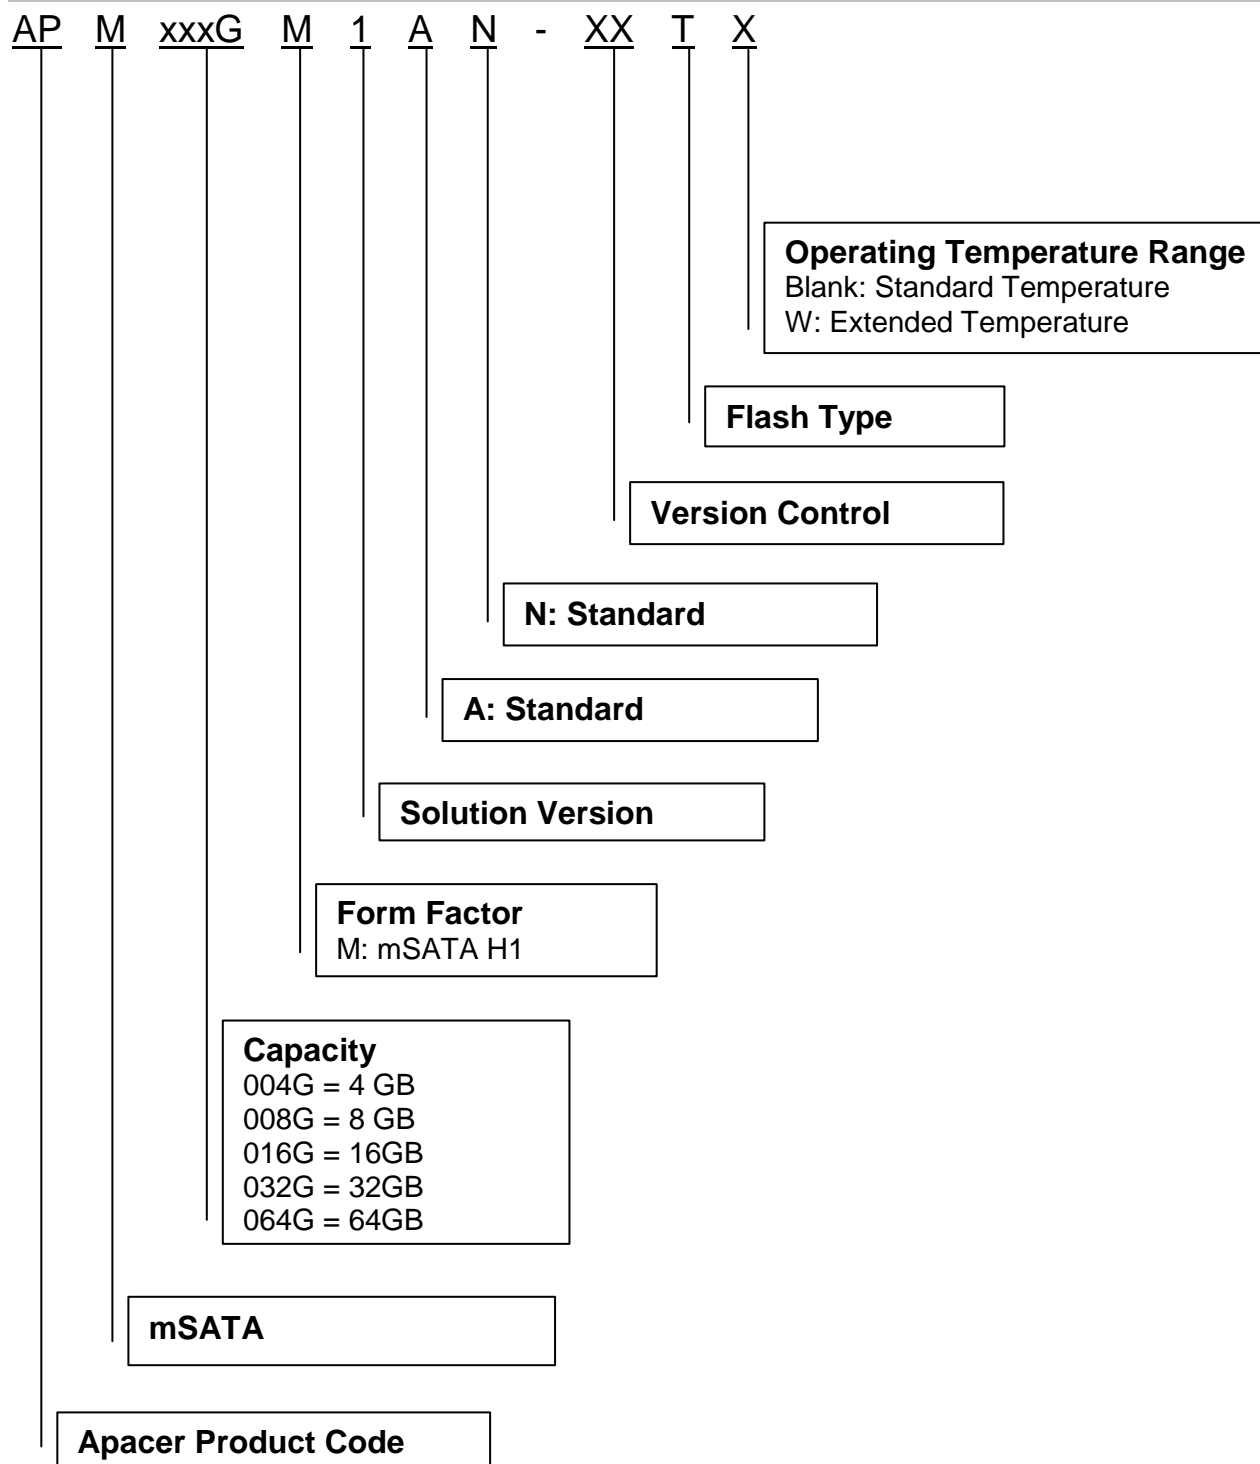 AP M xxxG M 1 A N - XX T X
Operating Temperature Range
Blank: Standard Temperature
W: Extended Temperature
Flash Type
Version Control
N: Standard
A: Standard
Solution Version
Form Factor
M: mSATA H1
Capacity
004G = 4 GB
008G = 8 GB
016G = 16GB
032G = 32GB
064G = 64GB
mSATA
Apacer Product Code